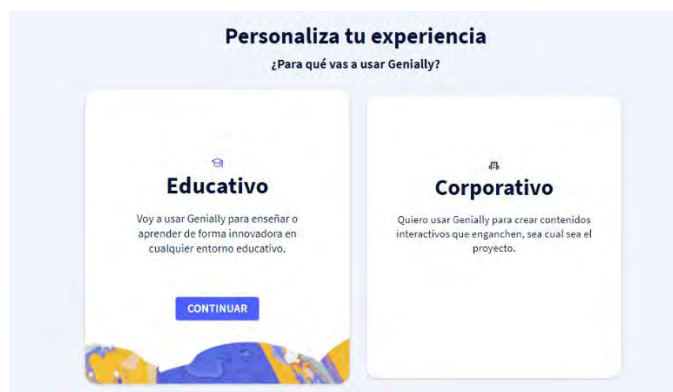 Personaliza tu experiencia
¿Para qué vas a usar Genially?
Educativo
Voy a usar Genially para enseñar o
aprender de forma innovadora en
cualquier entorno educativo.
CONTINUAR
Corporativo
Quiero usar Genially para crear contenidos
interactivos que enganchen, sea cual sea el
proyecto.